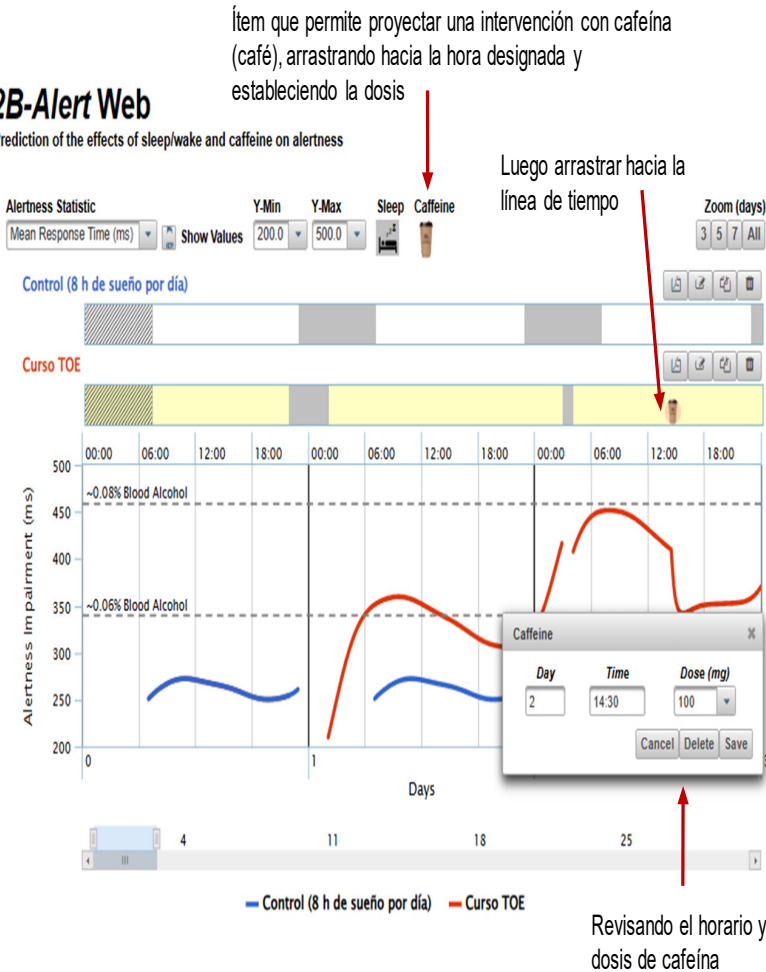 Ítem que permite proyectar una intervención con cafeína
(café), arrastrando hacia la hora designada y
estableciendo la dosis
2B-Alert Web
Prediction of the effects of sleep/wake and caffeine on alertness
Luego arrastrar hacia la
línea de tiempo
Alertness Statistic Y-Min Y-Max Sleep Caffeine Zoom (days)
Mean Response Time (ms) Show Values 200.0 500.0 3 5 7 All
Control (8 h de sueño por día)
Curso TOE
00:00 06:00 12:00 18:00 00:00 06:00 12:00 18:00 00:00 06:00 12:00 18:00
500
~0.08% Blood Alcohol
450
400
350
~0.06% Blood Alcohol
300
250
200
Alertness Impairment (ms)
0 1
Days
Caffeine x
Day Time Dose (mg)
2 14:30 100
Cancel Delete Save
4 11 18 25
Control (8 h de sueño por día) Curso TOE
Revisando el horario y
dosis de cafeína